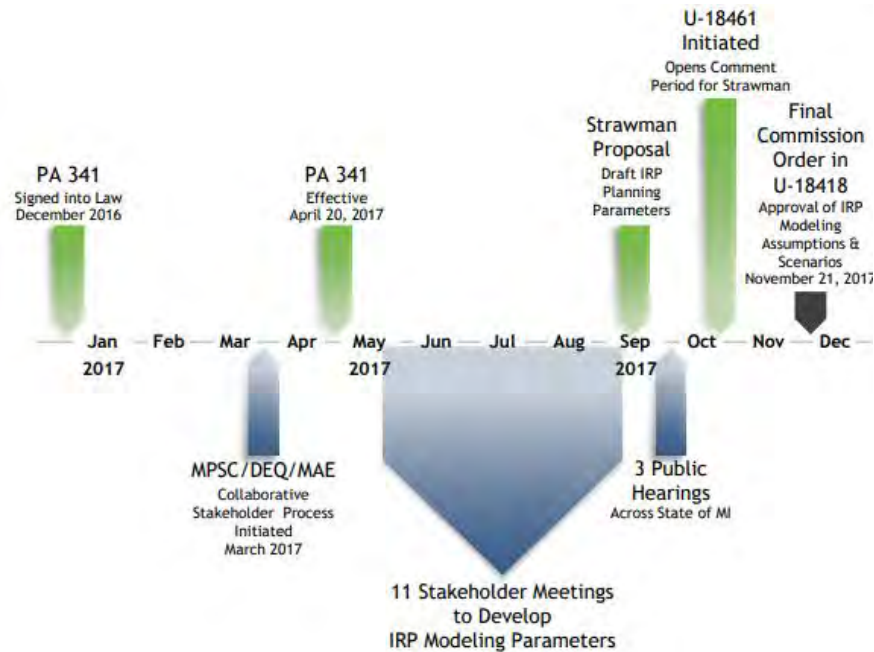 U-18461
Initiated
Opens Comment
Period for Strawman
Strawman
Proposal
Draft IRP
Planning
Parameters
Final
Commission
Order in
U-18418
Approval of IRP
Modeling
Assumptions &
Scenarios
November 21, 2017
PA 341
Signed into Law
December 2016
PA 341
Effective
April 20, 2017
Jan Feb Mar Apr May Jun Jul Aug Sep Oct Nov Dec
2017 2017 2017
MPSC/DEQ/MAE
Collaborative
Stakeholder Process
Initiated
March 2017
3 Public
Hearings
Across State of MI
11 Stakeholder Meetings
to Develop
IRP Modeling Parameters